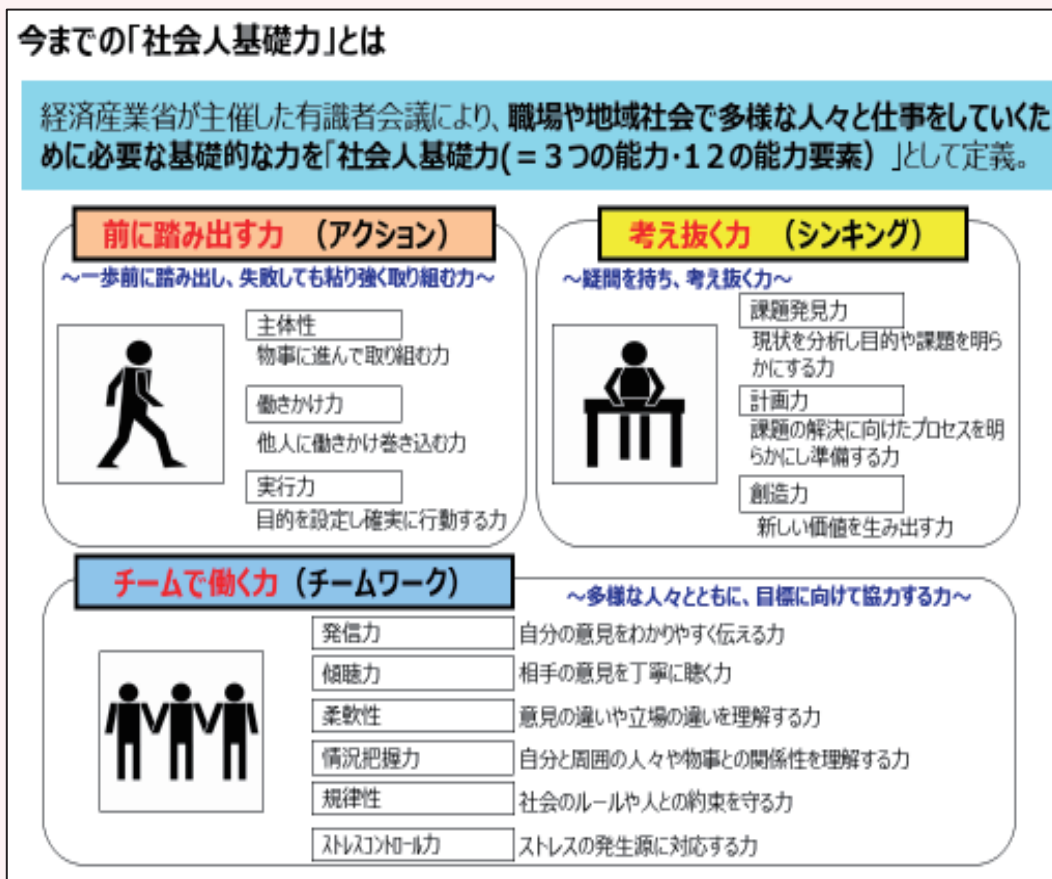 今までの「社会人基礎力」とは
経済産業省が主催した有識者会議により、職場や地域社会で多様な人々と仕事をしていくた
めに必要な基礎的な力を「社会人基礎力(=3つの能力・12の能力要素)」として定義。
前に踏み出す力 (アクション)
~一歩前に踏み出し、失敗しても粘り強く取り組む力~
主体性
物事に進んで取り組む力
働きかけ力
他人に働きかけ巻き込む力
実行力
目的を設定し確実に行動する力
考え抜く力 (シンキング)
~疑問を持ち、考え抜く力~
課題発見力
現状を分析し目的や課題を明ら
かにする力
計画力
課題の解決に向けたプロセスを明
らかにし準備する力
創造力
新しい価値を生み出す力
チームで働く力 (チームワーク)
~多様な人々とともに、目標に向けて協力する力~
発信力 自分の意見をわかりやすく伝える力
傾聴力 相手の意見を丁寧に聴く力
柔軟性 意見の違いや立場の違いを理解する力
情況把握力 自分と周囲の人々や物事との関係性を理解する力
規律性 社会のルールや人との約束を守る力
ストレスコントロール力 ストレスの発生源に対応する力